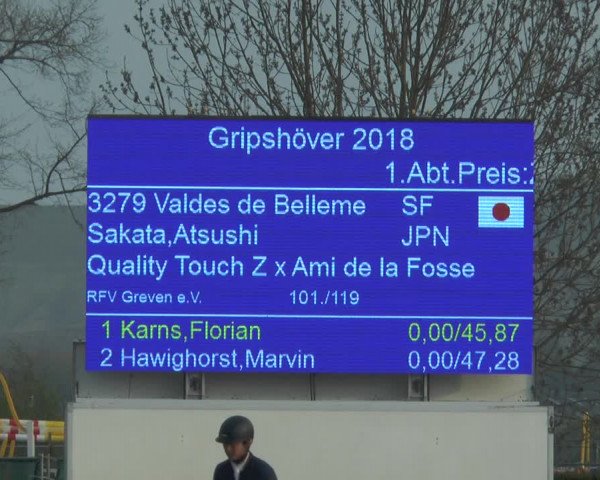 Gripshöver 2018
1.Abt.Preis:
3279 Valdes de Belleme SF
Sakata,Atsushi JPN
Quality Touch Z x Ami de la Fosse
RFV Greven e.V. 101./119
1 Karns,Florian 0,00/45,87
2 Hawighorst,Marvin 0,00/47,28